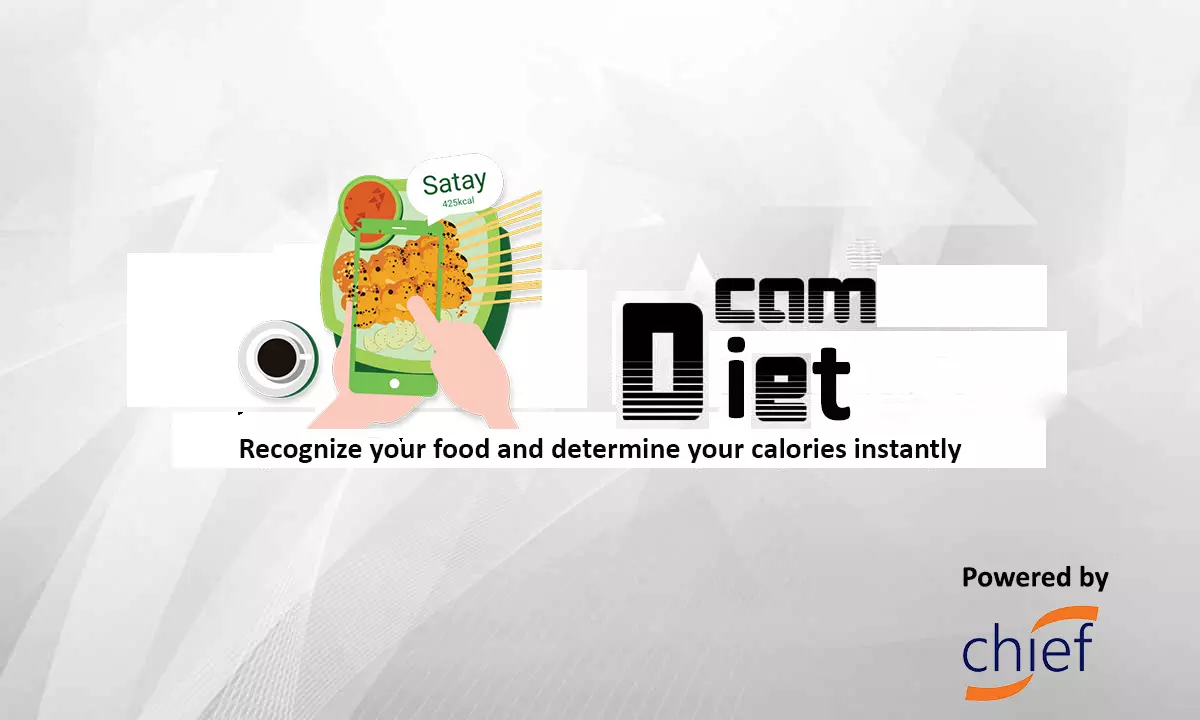 Satay
425kcal
cam
Diet
Recognize your food and determine your calories instantly
Powered by
chief